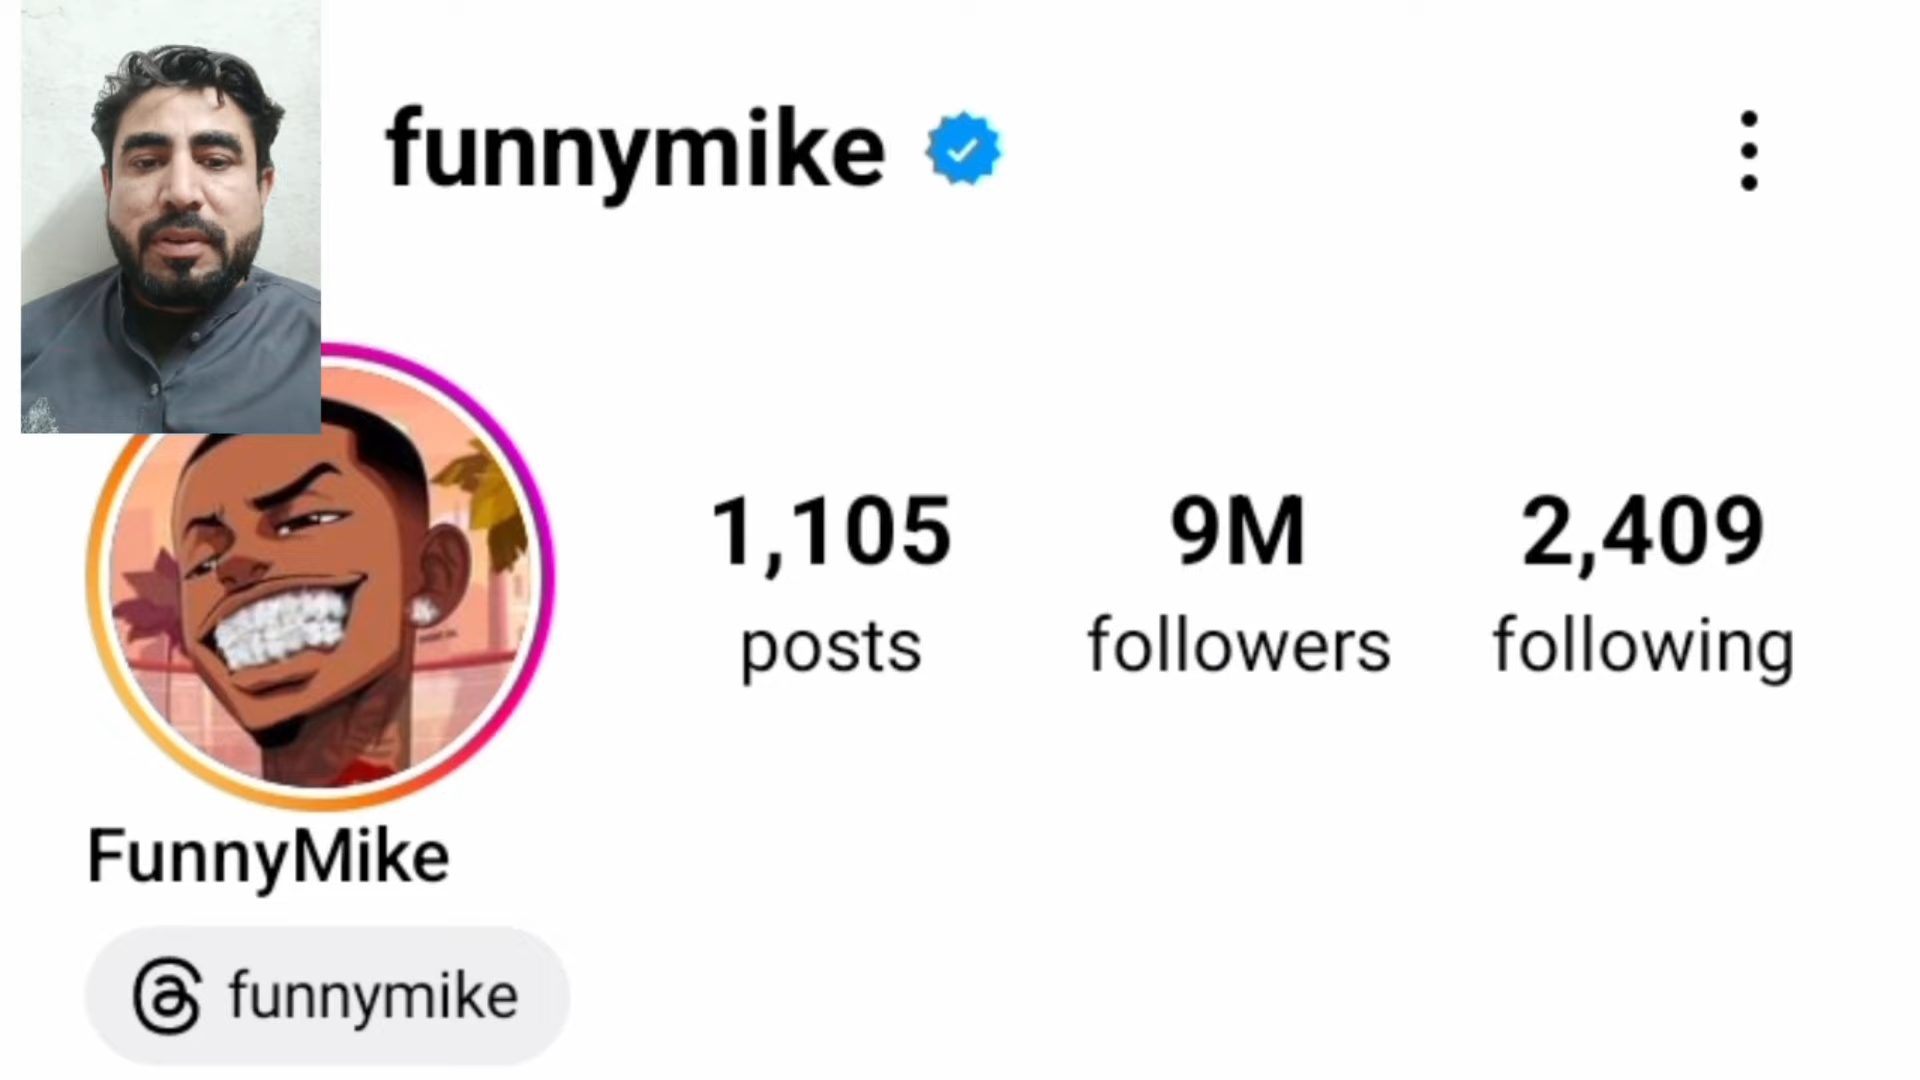 funnymike
1,105 9M 2,409
posts followers following
FunnyMike
funnymike